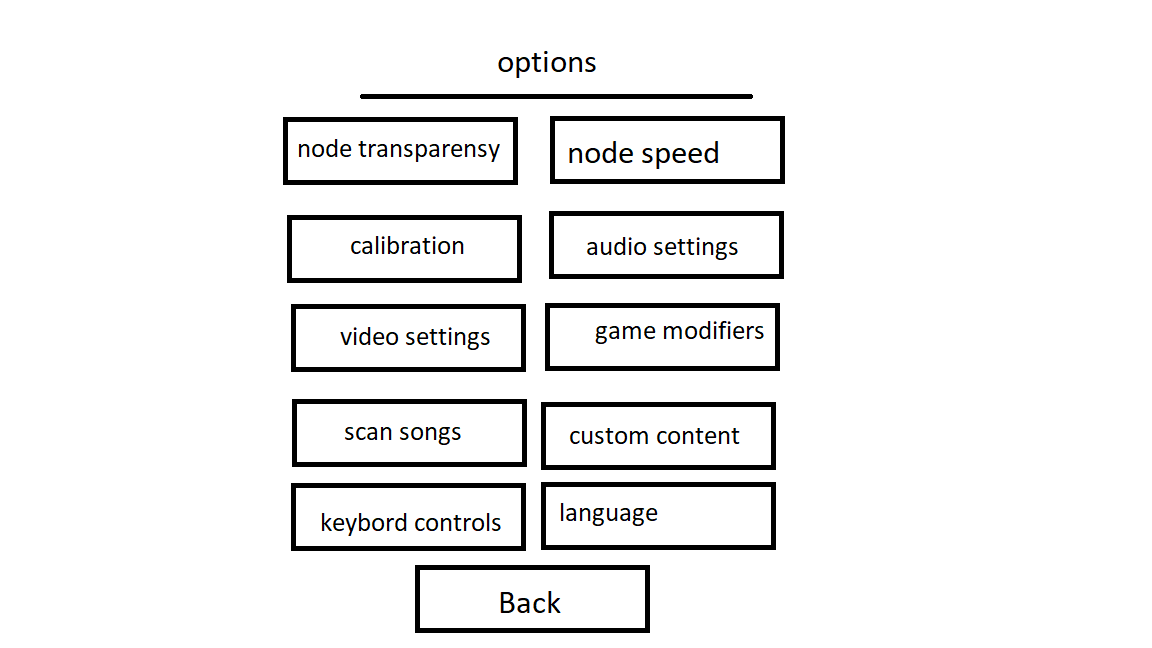 options
node transparensy
node speed
calibration
audio settings
video settings
game modifiers
scan songs
custom content
keybord controls
language
Back